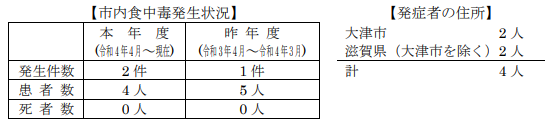 【市内食中毒発生状況】
本 年 度 昨 年 度
(令和4年4月~現在) (令和3年4月~令和4年3月)
発生件数 2件 1件
患 者 数 4人 5人
死 者 数 0人 0人
【発症者の住所】
大津市 2人
滋賀県(大津市を除く) 2人
計 4人